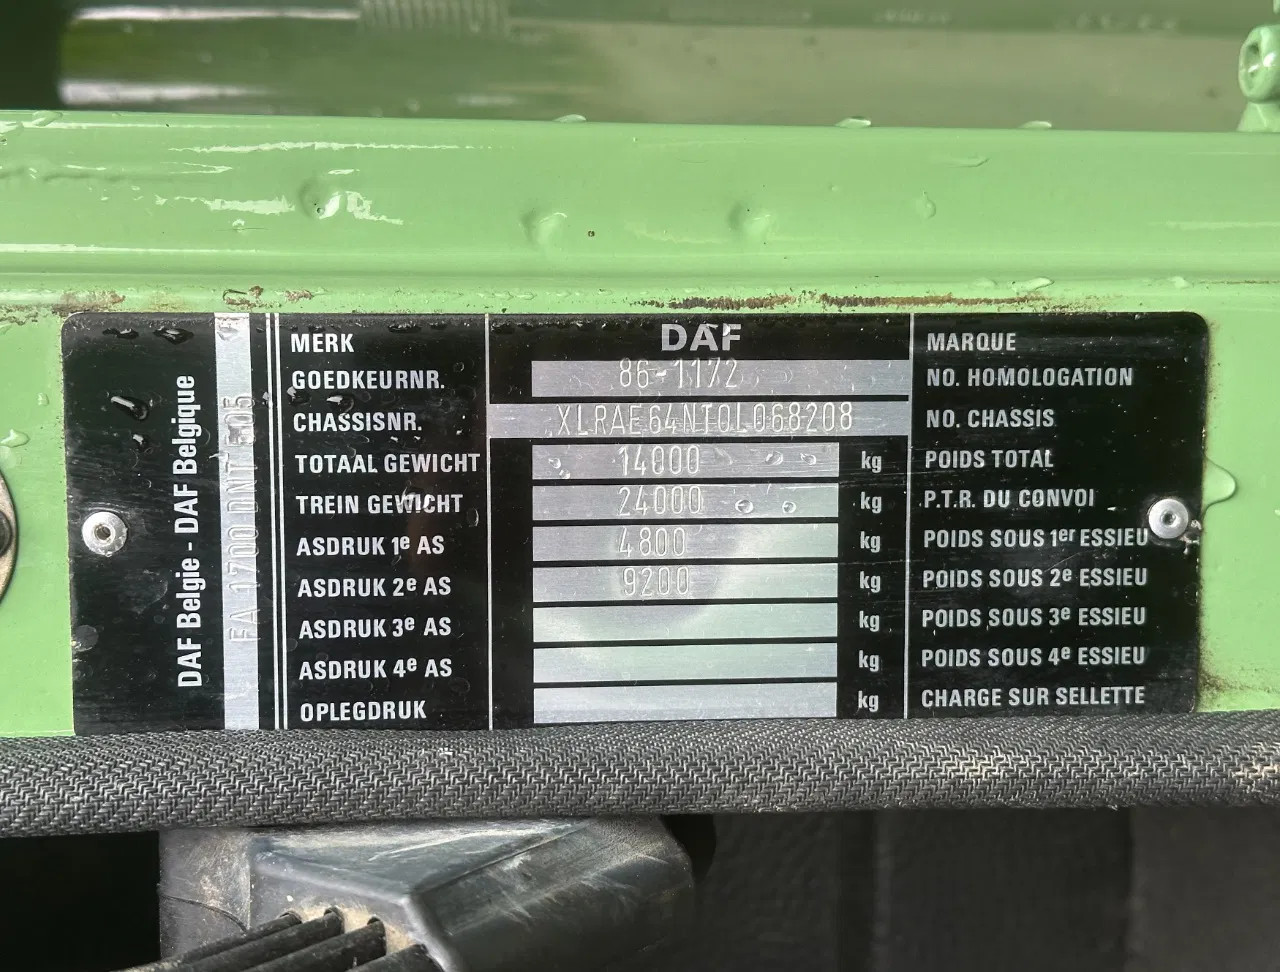 DAF Belgie - DAF Belgique
FA 1700 DNT 505
MERK DAF MARQUE
GOEDKEURNR. 86-1172 NO. HOMOLOGATION
CHASSISNR. XLRAE64NT0L068208 NO. CHASSIS
TOTAAL GEWICHT 14000 kg POIDS TOTAL
TREIN GEWICHT 24000 kg P.T.R. DU CONVOI
ASDRUK 1e AS 4800 kg POIDS SOUS 1er ESSIEU
ASDRUK 2e AS 9200 kg POIDS SOUS 2e ESSIEU
ASDRUK 3e AS kg POIDS SOUS 3e ESSIEU
ASDRUK 4e AS kg POIDS SOUS 4e ESSIEU
OPLEGDRUK kg CHARGE SUR SELLETTE